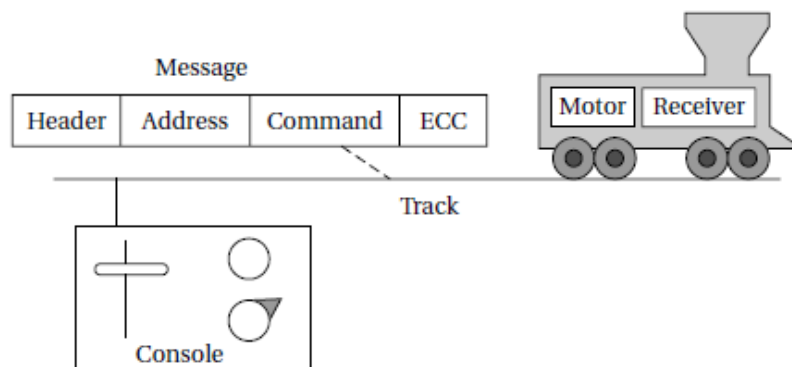 Message
Header Address Command ECC
Motor Receiver
Track
Console